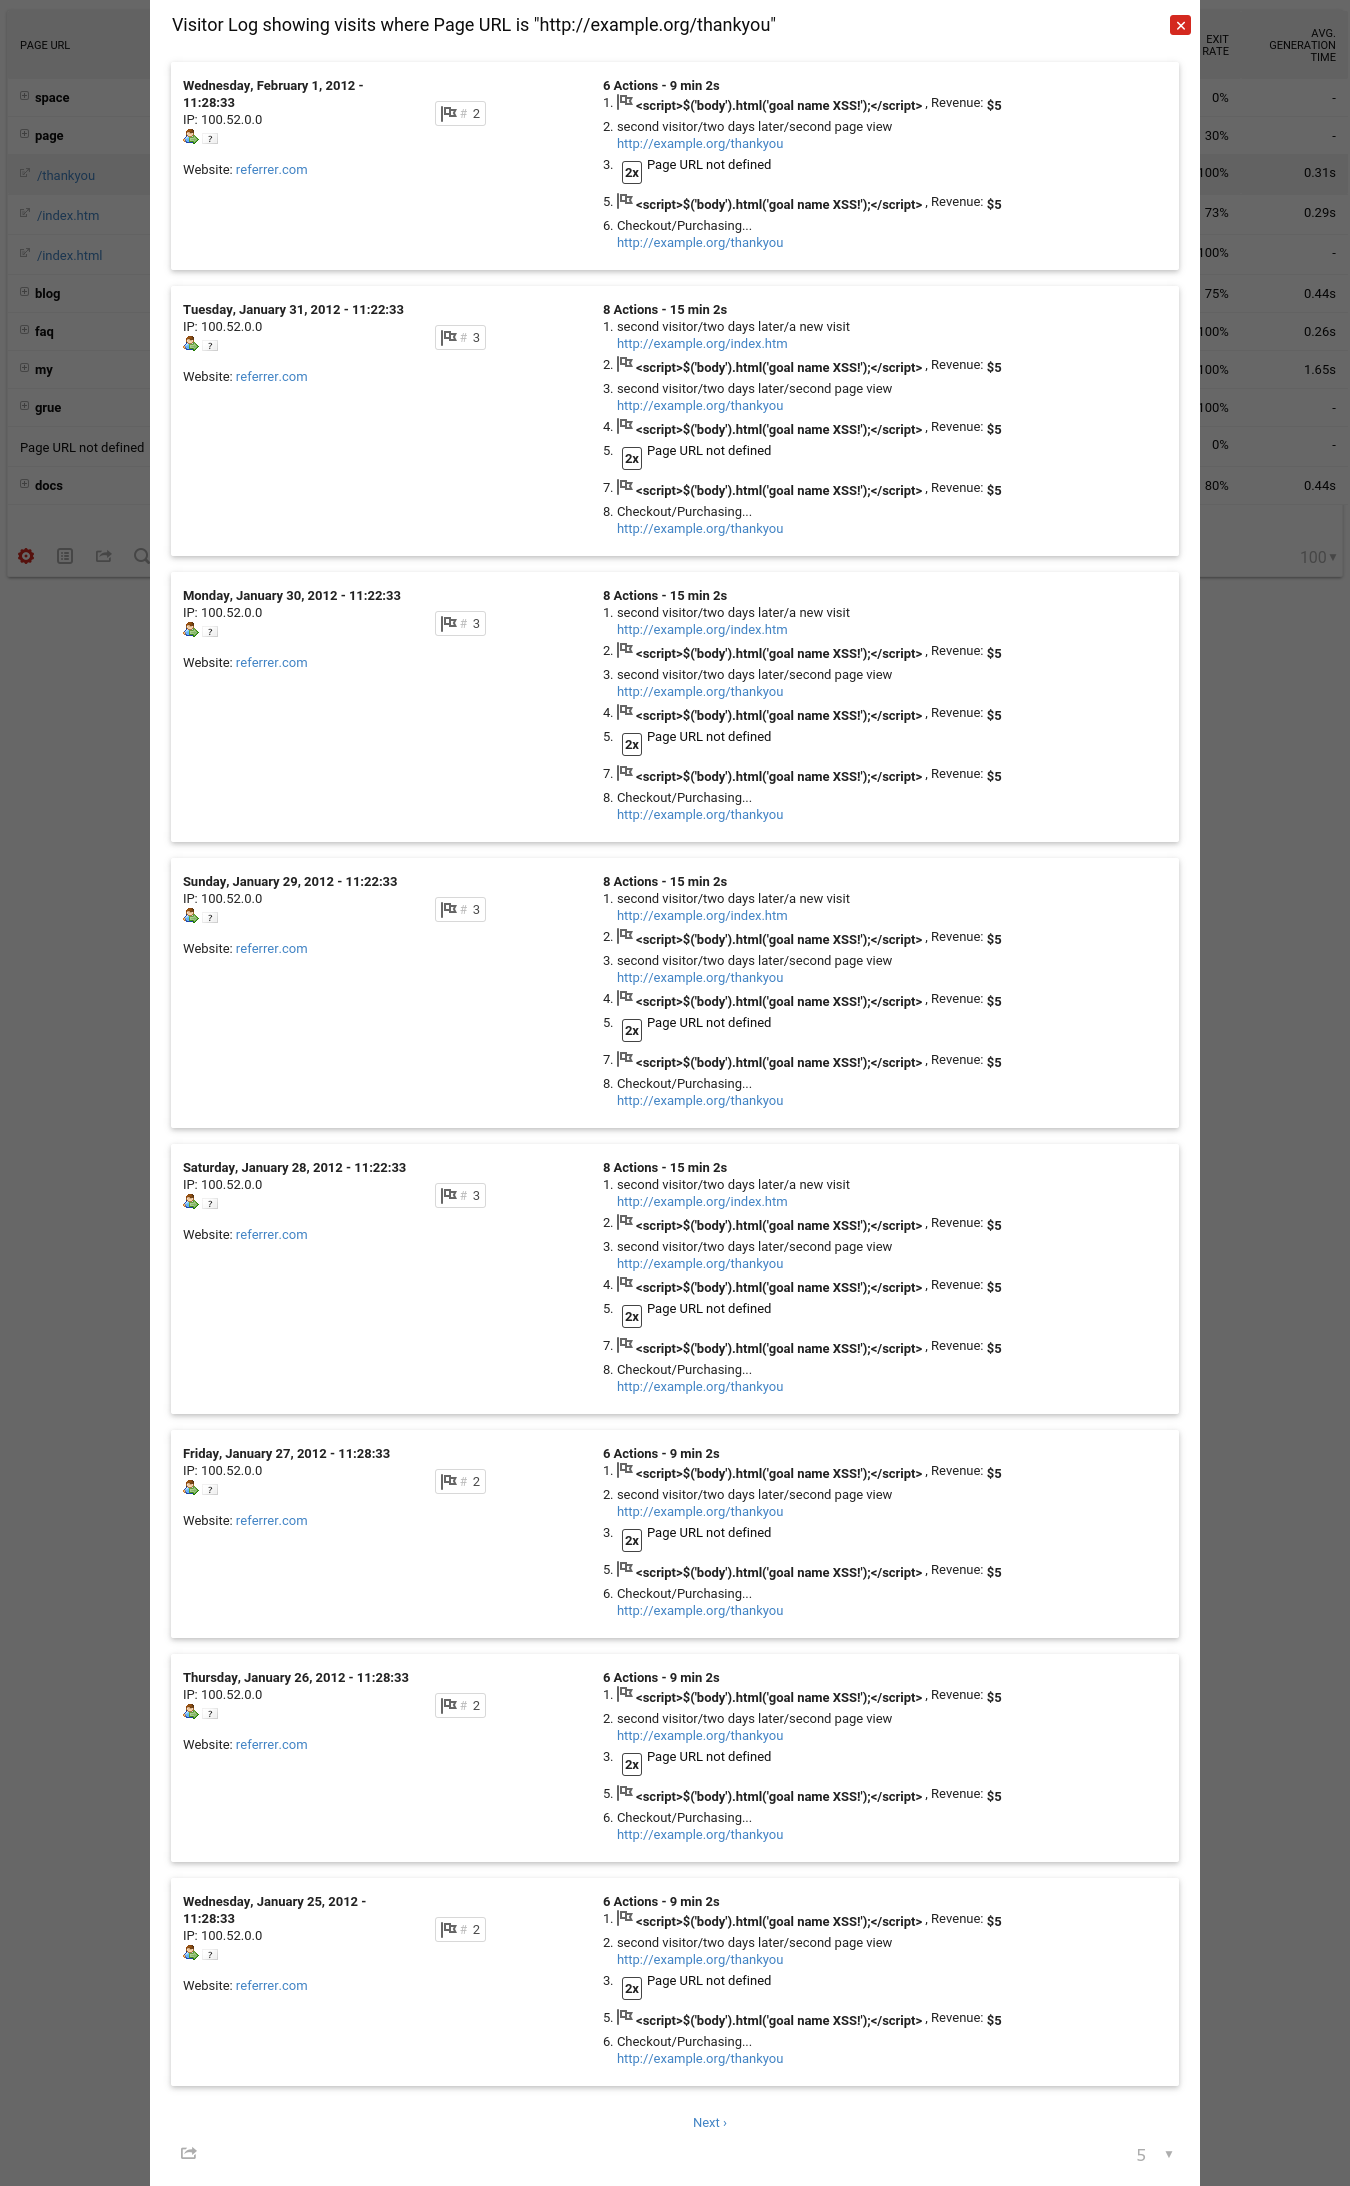 Visitor Log showing visits where Page URL is "http://example.org/thankyou"
PAGE URL
EXIT
RATE
AVG.
GENERATION
TIME
space
0%
-
page
30%
-
/thankyou
100%
0.31s
/index.htm
73%
0.29s
/index.html
100%
-
blog
75%
0.44s
faq
100%
0.26s
my
100%
1.65s
grue
100%
-
Page URL not defined
0%
-
docs
80%
0.44s
100
Wednesday, February 1, 2012 -
11:28:33
IP: 100.52.0.0
?
Website: referrer.com
# 2
6 Actions - 9 min 2s
1. <script>$('body').html('goal name XSS!');</script> , Revenue: $5
2. second visitor/two days later/second page view
http://example.org/thankyou
3. 2x Page URL not defined
5. <script>$('body').html('goal name XSS!');</script> , Revenue: $5
6. Checkout/Purchasing...
http://example.org/thankyou
Tuesday, January 31, 2012 - 11:22:33
IP: 100.52.0.0
?
Website: referrer.com
# 3
8 Actions - 15 min 2s
1. second visitor/two days later/a new visit
http://example.org/index.htm
2. <script>$('body').html('goal name XSS!');</script> , Revenue: $5
3. second visitor/two days later/second page view
http://example.org/thankyou
4. <script>$('body').html('goal name XSS!');</script> , Revenue: $5
5. 2x Page URL not defined
7. <script>$('body').html('goal name XSS!');</script> , Revenue: $5
8. Checkout/Purchasing...
http://example.org/thankyou
Monday, January 30, 2012 - 11:22:33
IP: 100.52.0.0
?
Website: referrer.com
# 3
8 Actions - 15 min 2s
1. second visitor/two days later/a new visit
http://example.org/index.htm
2. <script>$('body').html('goal name XSS!');</script> , Revenue: $5
3. second visitor/two days later/second page view
http://example.org/thankyou
4. <script>$('body').html('goal name XSS!');</script> , Revenue: $5
5. 2x Page URL not defined
7. <script>$('body').html('goal name XSS!');</script> , Revenue: $5
8. Checkout/Purchasing...
http://example.org/thankyou
Sunday, January 29, 2012 - 11:22:33
IP: 100.52.0.0
?
Website: referrer.com
# 3
8 Actions - 15 min 2s
1. second visitor/two days later/a new visit
http://example.org/index.htm
2. <script>$('body').html('goal name XSS!');</script> , Revenue: $5
3. second visitor/two days later/second page view
http://example.org/thankyou
4. <script>$('body').html('goal name XSS!');</script> , Revenue: $5
5. 2x Page URL not defined
7. <script>$('body').html('goal name XSS!');</script> , Revenue: $5
8. Checkout/Purchasing...
http://example.org/thankyou
Saturday, January 28, 2012 - 11:22:33
IP: 100.52.0.0
?
Website: referrer.com
# 3
8 Actions - 15 min 2s
1. second visitor/two days later/a new visit
http://example.org/index.htm
2. <script>$('body').html('goal name XSS!');</script> , Revenue: $5
3. second visitor/two days later/second page view
http://example.org/thankyou
4. <script>$('body').html('goal name XSS!');</script> , Revenue: $5
5. 2x Page URL not defined
7. <script>$('body').html('goal name XSS!');</script> , Revenue: $5
8. Checkout/Purchasing...
http://example.org/thankyou
Friday, January 27, 2012 - 11:28:33
IP: 100.52.0.0
?
Website: referrer.com
# 2
6 Actions - 9 min 2s
1. <script>$('body').html('goal name XSS!');</script> , Revenue: $5
2. second visitor/two days later/second page view
http://example.org/thankyou
3. 2x Page URL not defined
5. <script>$('body').html('goal name XSS!');</script> , Revenue: $5
6. Checkout/Purchasing...
http://example.org/thankyou
Thursday, January 26, 2012 - 11:28:33
IP: 100.52.0.0
?
Website: referrer.com
# 2
6 Actions - 9 min 2s
1. <script>$('body').html('goal name XSS!');</script> , Revenue: $5
2. second visitor/two days later/second page view
http://example.org/thankyou
3. 2x Page URL not defined
5. <script>$('body').html('goal name XSS!');</script> , Revenue: $5
6. Checkout/Purchasing...
http://example.org/thankyou
Wednesday, January 25, 2012 -
11:28:33
IP: 100.52.0.0
?
Website: referrer.com
# 2
6 Actions - 9 min 2s
1. <script>$('body').html('goal name XSS!');</script> , Revenue: $5
2. second visitor/two days later/second page view
http://example.org/thankyou
3. 2x Page URL not defined
5. <script>$('body').html('goal name XSS!');</script> , Revenue: $5
6. Checkout/Purchasing...
http://example.org/thankyou
Next ›
5